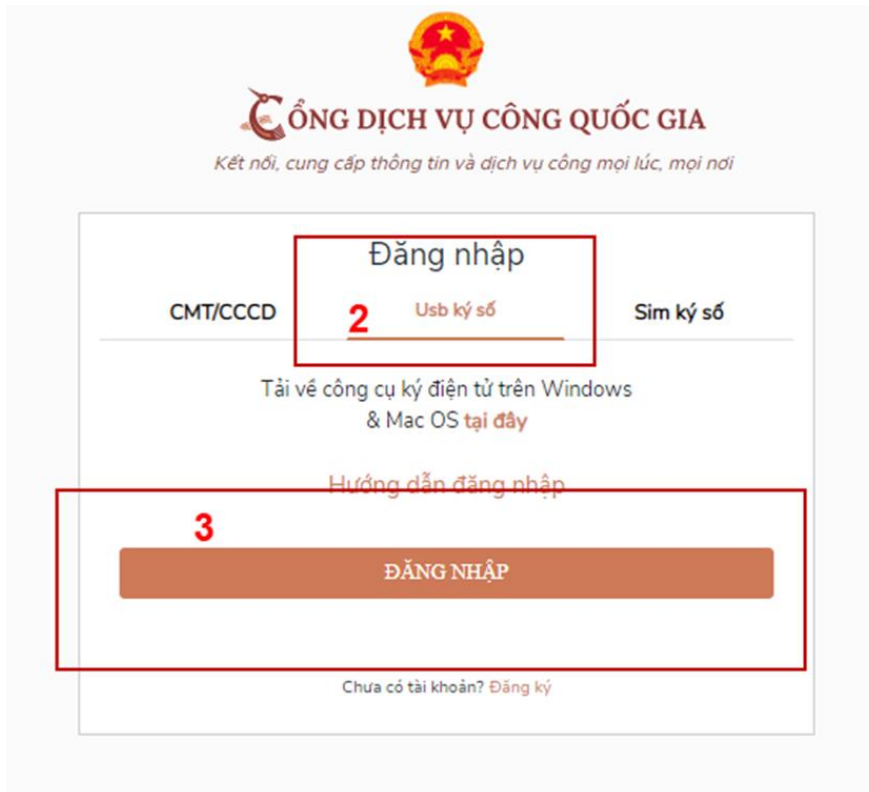 CỔNG DỊCH VỤ CÔNG QUỐC GIA
Kết nối, cung cấp thông tin và dịch vụ công mọi lúc, mọi nơi
Đăng nhập
CMT/CCCD 2 Usb ký số Sim ký số
Tải về công cụ ký điện tử trên Windows
& Mac OS tại đây
Hướng dẫn đăng nhập
3
ĐĂNG NHẬP
Chưa có tài khoản? Đăng ký